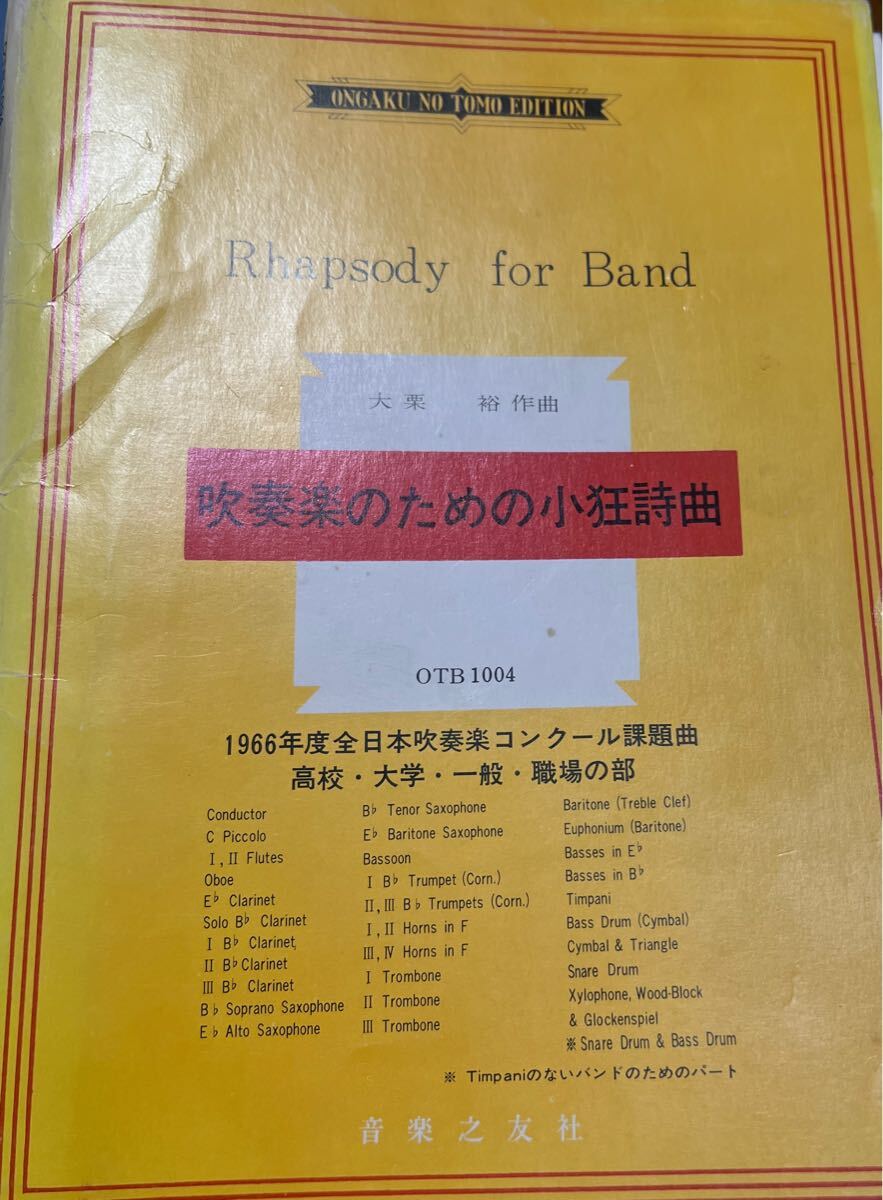 ONGAKU NO TOMO EDITION
Rhapsody for Band
大栗 裕作曲
吹奏楽のための小狂詩曲
OTB 1004
1966年度全日本吹奏楽コンクール課題曲
高校・大学・一般・職場の部
Conductor
C Piccolo
I, II Flutes
Oboe
E♭ Clarinet
Solo B♭ Clarinet
I B♭ Clarinet,
II B♭ Clarinet
III B♭ Clarinet
B♭ Soprano Saxophone
E♭ Alto Saxophone
B♭ Tenor Saxophone
E♭ Baritone Saxophone
Bassoon
I B♭ Trumpet (Corn.)
II, III B♭ Trumpets (Corn.)
I, II Horns in F
III, IV Horns in F
I Trombone
II Trombone
III Trombone
Baritone (Treble Clef)
Euphonium (Baritone)
Basses in E♭
Basses in B♭
Timpani
Bass Drum (Cymbal)
Cymbal & Triangle
Snare Drum
Xylophone, Wood-Block
& Glockenspiel
※ Snare Drum & Bass Drum
※ Timpaniのないバンドのためのパート
音楽之友社